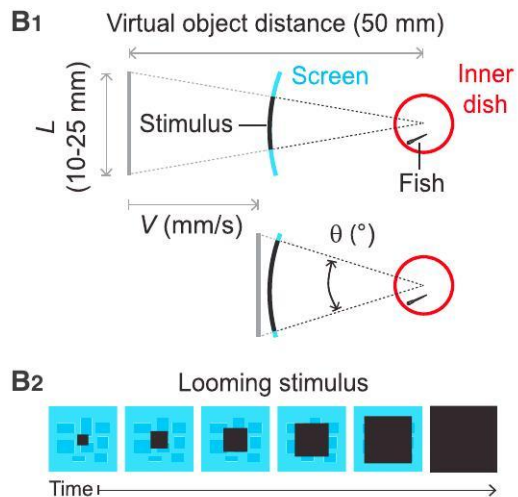 B1
Virtual object distance (50 mm)
L
(10-25 mm)
Screen
Inner
dish
Stimulus
Fish
V (mm/s)
θ (°)
B2
Looming stimulus
Time